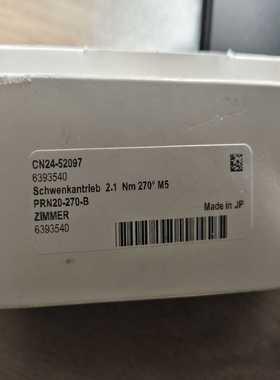 CN24-52097
6393540
Schwenkantrieb 2.1 Nm 270° M5
PRN20-270-B
ZIMMER
Made in JP
6393540